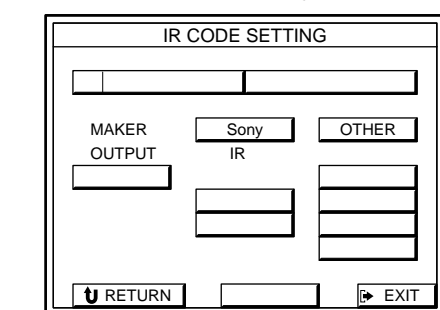 IR CODE SETTING
MAKER Sony OTHER
OUTPUT IR
RETURN EXIT